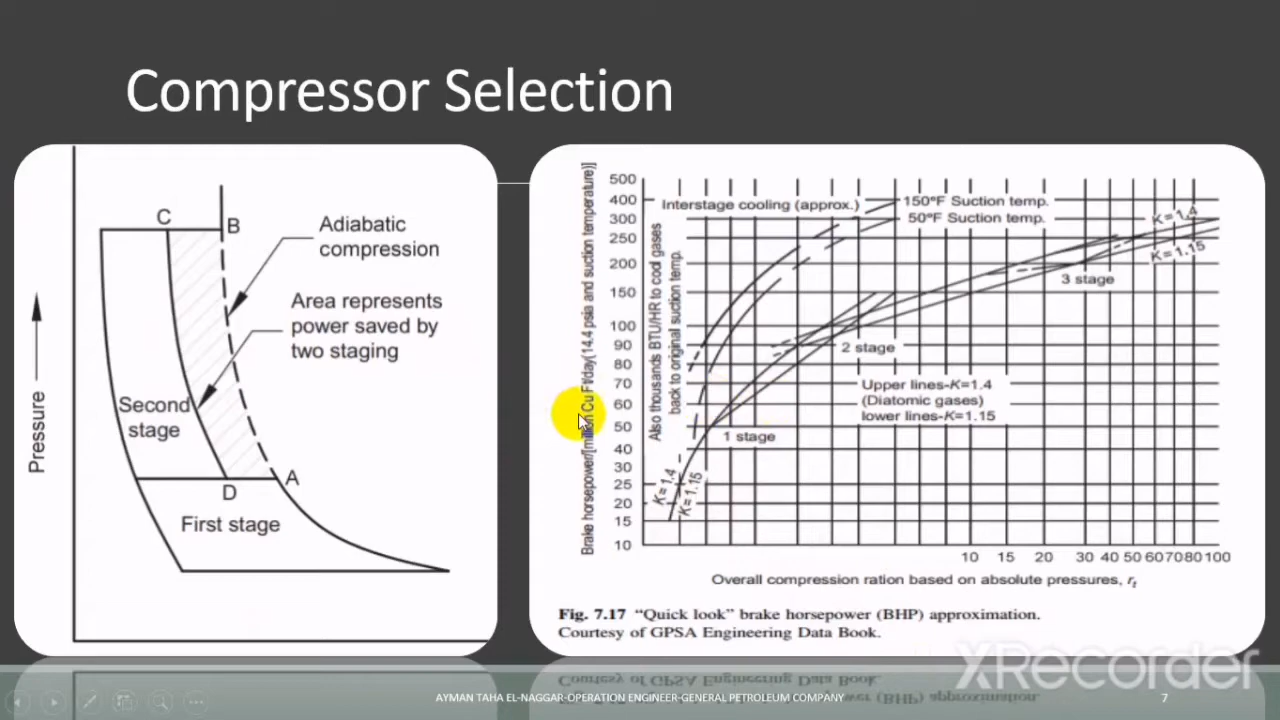 Compressor Selection
C
B
Adiabatic
compression
Area represents
power saved by
two staging
Pressure
Second
stage
A
D
First stage
Brake horsepower/[million Cu Ft/day(14.4 psia and suction temperature)]
500
400
300
250
200
150
100
90
80
70
60
50
40
30
25
20
15
10
Interstage cooling (approx.)
150ºF Suction temp.
50ºF Suction temp.
Also thousands BTU/HR to cool gases
back to original suction temp.
K=1.4
K=1.15
3 stage
2 stage
Upper lines-K=1.4
(Diatomic gases)
lower lines-K=1.15
1 stage
K=1.4
K=1.15
10 15 20 30 40 50 60 70 80 100
Overall compression ration based on absolute pressures, rt
Fig. 7.17 "Quick look" brake horsepower (BHP) approximation.
Courtesy of GPSA Engineering Data Book.
XRecorder
AYMAN TAHA EL-NAGGAR-OPERATION ENGINEER-GENERAL PETROLEUM COMPANY
7